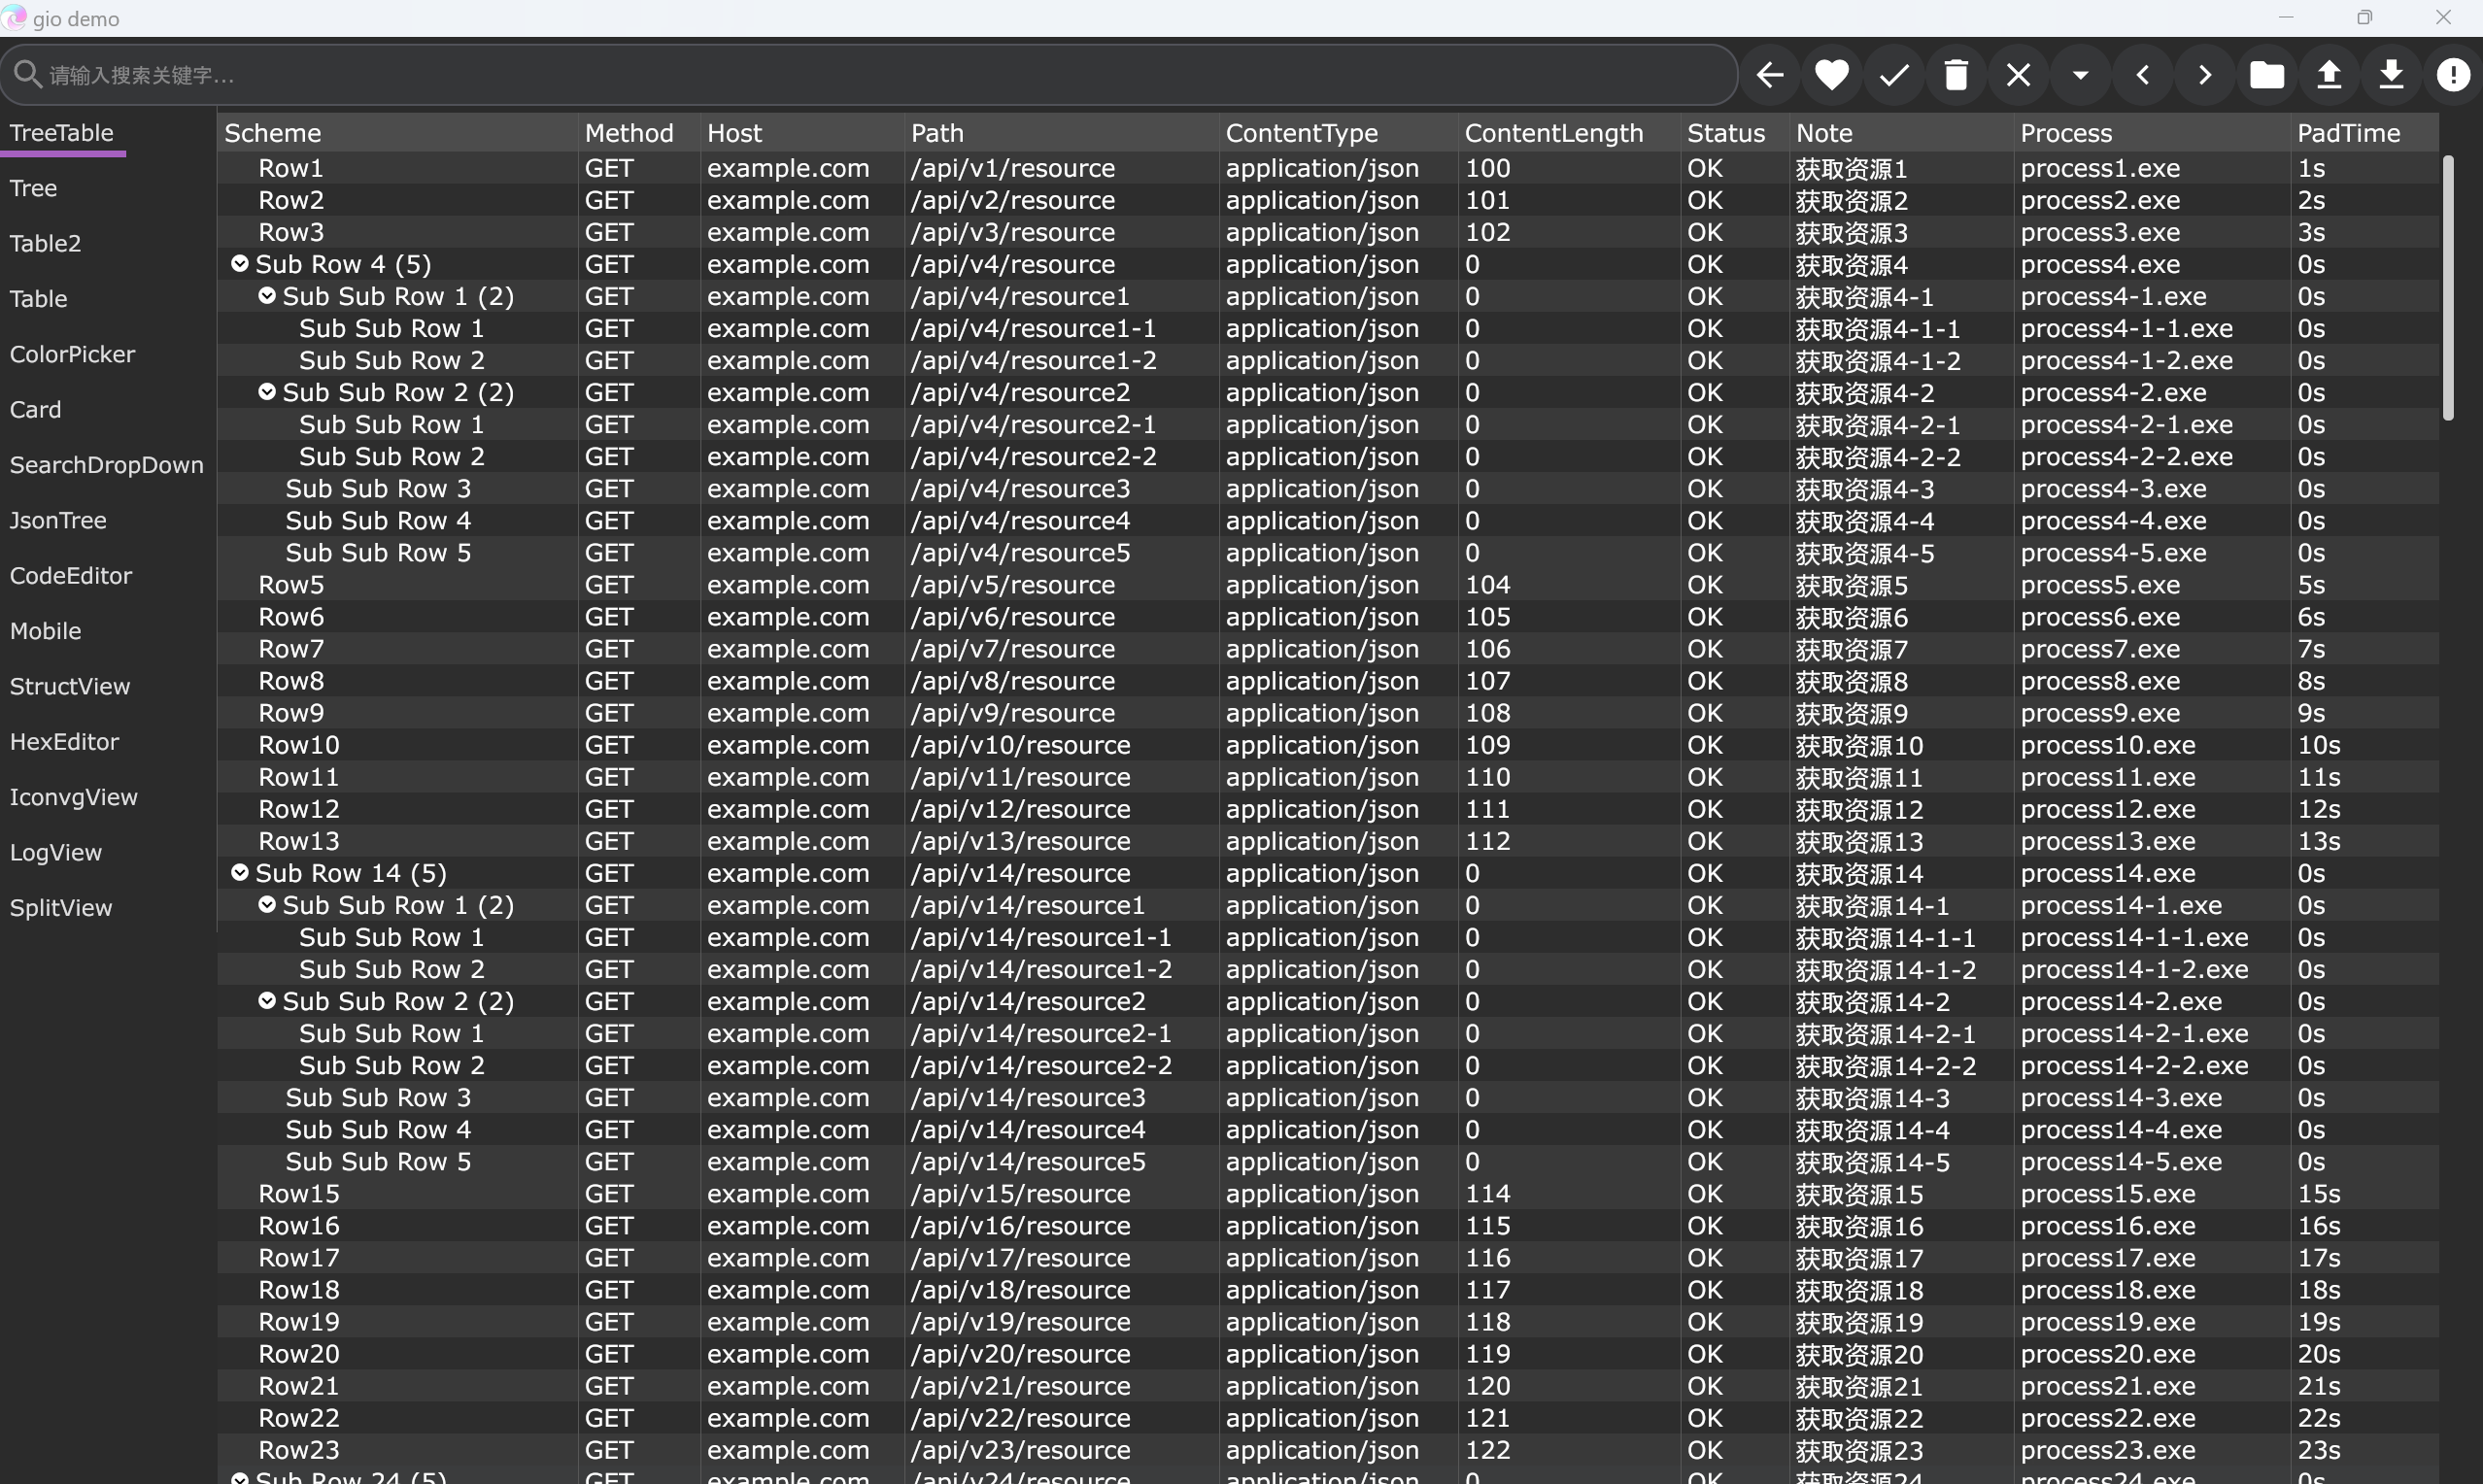 gio demo
请输入搜索关键字...
TreeTable
Tree
Table2
Table
ColorPicker
Card
SearchDropDown
JsonTree
CodeEditor
Mobile
StructView
HexEditor
IconvgView
LogView
SplitView
Scheme Method Host Path ContentType ContentLength Status Note Process PadTime
Row1 GET example.com /api/v1/resource application/json 100 OK 获取资源1 process1.exe 1s
Row2 GET example.com /api/v2/resource application/json 101 OK 获取资源2 process2.exe 2s
Row3 GET example.com /api/v3/resource application/json 102 OK 获取资源3 process3.exe 3s
Sub Row 4 (5) GET example.com /api/v4/resource application/json 0 OK 获取资源4 process4.exe 0s
Sub Sub Row 1 (2) GET example.com /api/v4/resource1 application/json 0 OK 获取资源4-1 process4-1.exe 0s
Sub Sub Row 1 GET example.com /api/v4/resource1-1 application/json 0 OK 获取资源4-1-1 process4-1-1.exe 0s
Sub Sub Row 2 GET example.com /api/v4/resource1-2 application/json 0 OK 获取资源4-1-2 process4-1-2.exe 0s
Sub Sub Row 2 (2) GET example.com /api/v4/resource2 application/json 0 OK 获取资源4-2 process4-2.exe 0s
Sub Sub Row 1 GET example.com /api/v4/resource2-1 application/json 0 OK 获取资源4-2-1 process4-2-1.exe 0s
Sub Sub Row 2 GET example.com /api/v4/resource2-2 application/json 0 OK 获取资源4-2-2 process4-2-2.exe 0s
Sub Sub Row 3 GET example.com /api/v4/resource3 application/json 0 OK 获取资源4-3 process4-3.exe 0s
Sub Sub Row 4 GET example.com /api/v4/resource4 application/json 0 OK 获取资源4-4 process4-4.exe 0s
Sub Sub Row 5 GET example.com /api/v4/resource5 application/json 0 OK 获取资源4-5 process4-5.exe 0s
Row5 GET example.com /api/v5/resource application/json 104 OK 获取资源5 process5.exe 5s
Row6 GET example.com /api/v6/resource application/json 105 OK 获取资源6 process6.exe 6s
Row7 GET example.com /api/v7/resource application/json 106 OK 获取资源7 process7.exe 7s
Row8 GET example.com /api/v8/resource application/json 107 OK 获取资源8 process8.exe 8s
Row9 GET example.com /api/v9/resource application/json 108 OK 获取资源9 process9.exe 9s
Row10 GET example.com /api/v10/resource application/json 109 OK 获取资源10 process10.exe 10s
Row11 GET example.com /api/v11/resource application/json 110 OK 获取资源11 process11.exe 11s
Row12 GET example.com /api/v12/resource application/json 111 OK 获取资源12 process12.exe 12s
Row13 GET example.com /api/v13/resource application/json 112 OK 获取资源13 process13.exe 13s
Sub Row 14 (5) GET example.com /api/v14/resource application/json 0 OK 获取资源14 process14.exe 0s
Sub Sub Row 1 (2) GET example.com /api/v14/resource1 application/json 0 OK 获取资源14-1 process14-1.exe 0s
Sub Sub Row 1 GET example.com /api/v14/resource1-1 application/json 0 OK 获取资源14-1-1 process14-1-1.exe 0s
Sub Sub Row 2 GET example.com /api/v14/resource1-2 application/json 0 OK 获取资源14-1-2 process14-1-2.exe 0s
Sub Sub Row 2 (2) GET example.com /api/v14/resource2 application/json 0 OK 获取资源14-2 process14-2.exe 0s
Sub Sub Row 1 GET example.com /api/v14/resource2-1 application/json 0 OK 获取资源14-2-1 process14-2-1.exe 0s
Sub Sub Row 2 GET example.com /api/v14/resource2-2 application/json 0 OK 获取资源14-2-2 process14-2-2.exe 0s
Sub Sub Row 3 GET example.com /api/v14/resource3 application/json 0 OK 获取资源14-3 process14-3.exe 0s
Sub Sub Row 4 GET example.com /api/v14/resource4 application/json 0 OK 获取资源14-4 process14-4.exe 0s
Sub Sub Row 5 GET example.com /api/v14/resource5 application/json 0 OK 获取资源14-5 process14-5.exe 0s
Row15 GET example.com /api/v15/resource application/json 114 OK 获取资源15 process15.exe 15s
Row16 GET example.com /api/v16/resource application/json 115 OK 获取资源16 process16.exe 16s
Row17 GET example.com /api/v17/resource application/json 116 OK 获取资源17 process17.exe 17s
Row18 GET example.com /api/v18/resource application/json 117 OK 获取资源18 process18.exe 18s
Row19 GET example.com /api/v19/resource application/json 118 OK 获取资源19 process19.exe 19s
Row20 GET example.com /api/v20/resource application/json 119 OK 获取资源20 process20.exe 20s
Row21 GET example.com /api/v21/resource application/json 120 OK 获取资源21 process21.exe 21s
Row22 GET example.com /api/v22/resource application/json 121 OK 获取资源22 process22.exe 22s
Row23 GET example.com /api/v23/resource application/json 122 OK 获取资源23 process23.exe 23s
Sub Row 24 (5) GET example.com /api/v24/resource application/json 0 OK 获取资源24 process24.exe 0s